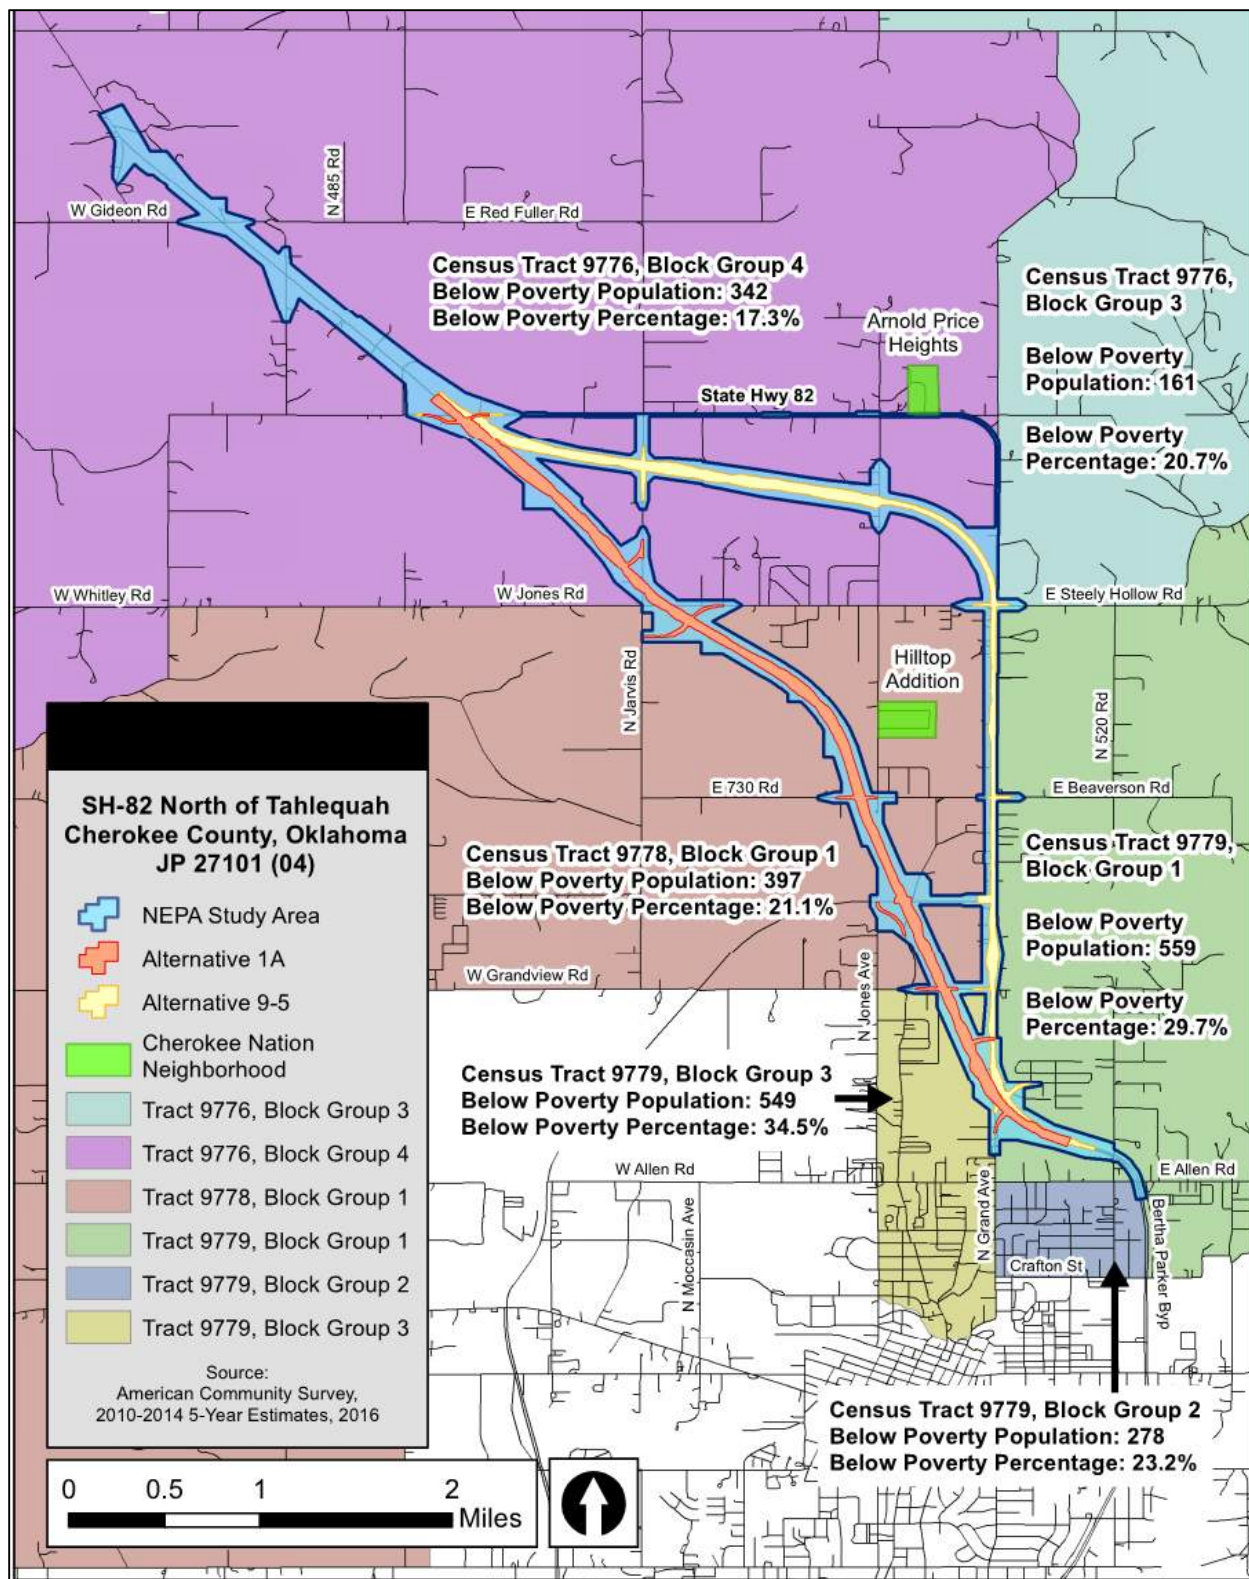 W Gideon Rd
N 485 Rd
E Red Fuller Rd
Census Tract 9776, Block Group 4
Below Poverty Population: 342
Below Poverty Percentage: 17.3%
Census Tract 9776,
Block Group 3
Below Poverty
Population: 161
Below Poverty
Percentage: 20.7%
Arnold Price
Heights
State Hwy 82
W Whitley Rd
W Jones Rd
E Steely Hollow Rd
N Jarvis Rd
Hilltop
Addition
N 520 Rd
E 730 Rd
E Beaverson Rd
Census Tract 9778, Block Group 1
Below Poverty Population: 397
Below Poverty Percentage: 21.1%
Census Tract 9779,
Block Group 1
Below Poverty
Population: 559
Below Poverty
Percentage: 29.7%
W Grandview Rd
N Jones Ave
Census Tract 9779, Block Group 3
Below Poverty Population: 549
Below Poverty Percentage: 34.5%
W Allen Rd
E Allen Rd
N Moccasin Ave
N Grand Ave
Crafton St
Bertha Parker Byp
Census Tract 9779, Block Group 2
Below Poverty Population: 278
Below Poverty Percentage: 23.2%
SH-82 North of Tahlequah
Cherokee County, Oklahoma
JP 27101 (04)
NEPA Study Area
Alternative 1A
Alternative 9-5
Cherokee Nation
Neighborhood
Tract 9776, Block Group 3
Tract 9776, Block Group 4
Tract 9778, Block Group 1
Tract 9779, Block Group 1
Tract 9779, Block Group 2
Tract 9779, Block Group 3
Source:
American Community Survey,
2010-2014 5-Year Estimates, 2016
0 0.5 1 2
Miles